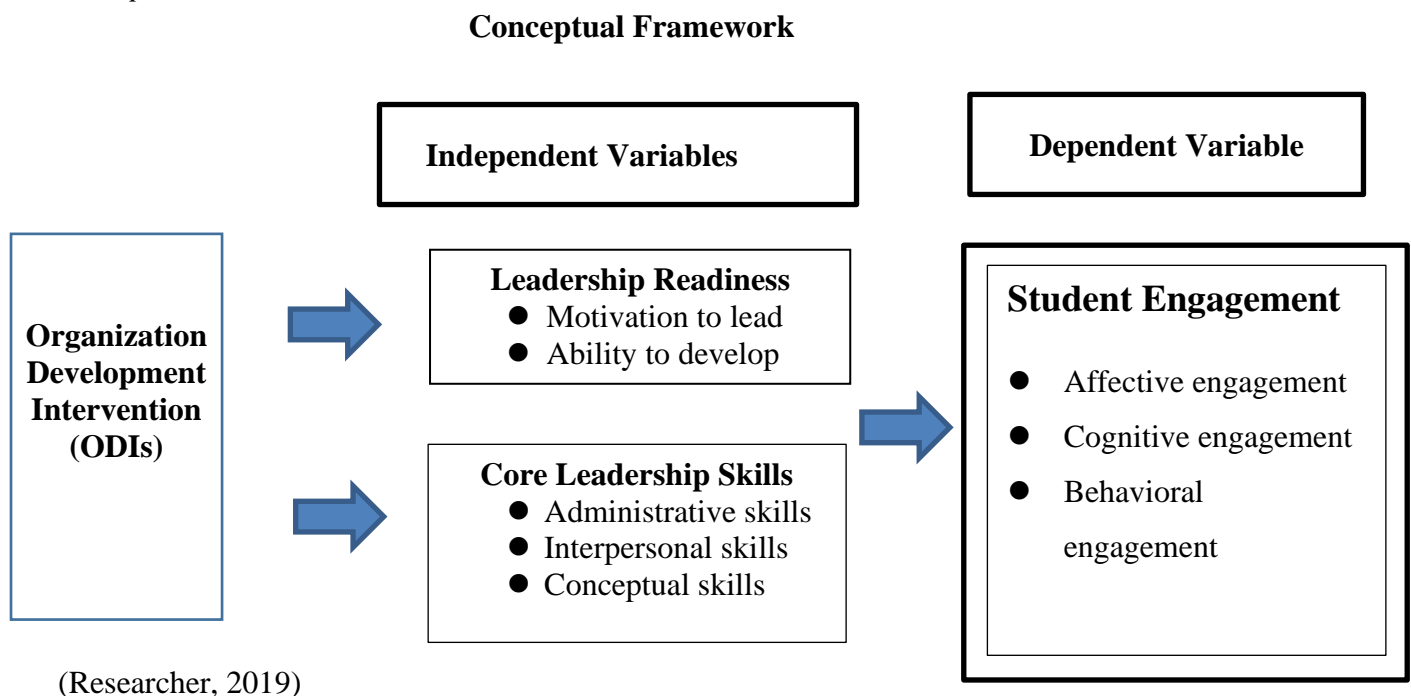 Conceptual Framework
Independent Variables
Dependent Variable
Organization
Development
Intervention
(ODIs)
Leadership Readiness
● Motivation to lead
● Ability to develop
Core Leadership Skills
● Administrative skills
● Interpersonal skills
● Conceptual skills
Student Engagement
● Affective engagement
● Cognitive engagement
● Behavioral
engagement
(Researcher, 2019)